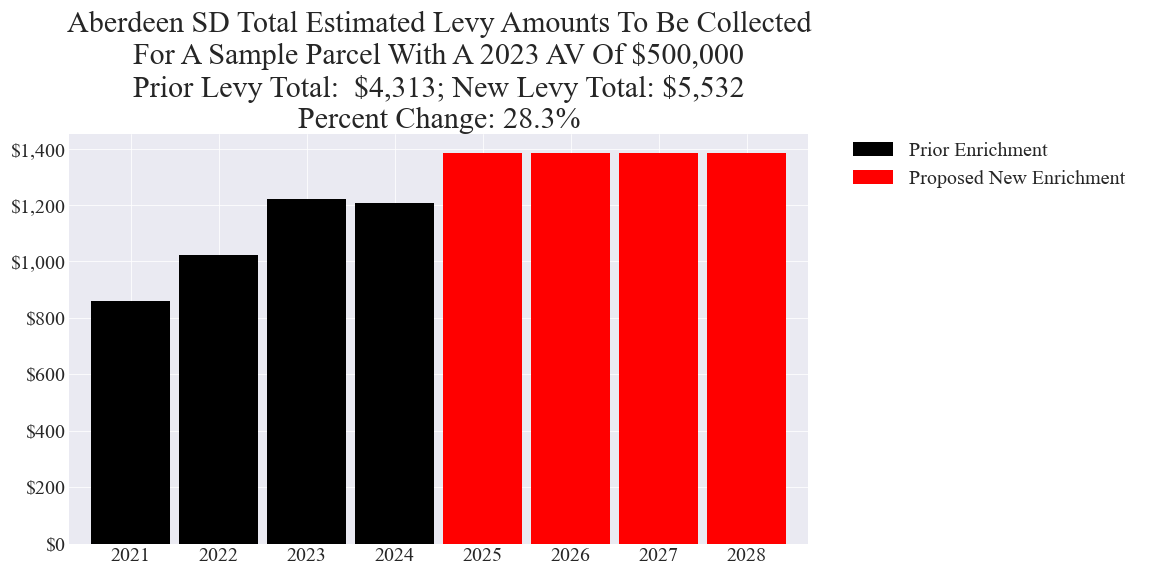 Aberdeen SD Total Estimated Levy Amounts To Be Collected
For A Sample Parcel With A 2023 AV Of $500,000
Prior Levy Total:  $4,313; New Levy Total: $5,532
Percent Change: 28.3%
$1,400
$1,200
$1,000
$800
$600
$400
$200
$0
2021 2022 2023 2024 2025 2026 2027 2028
Prior Enrichment
Proposed New Enrichment